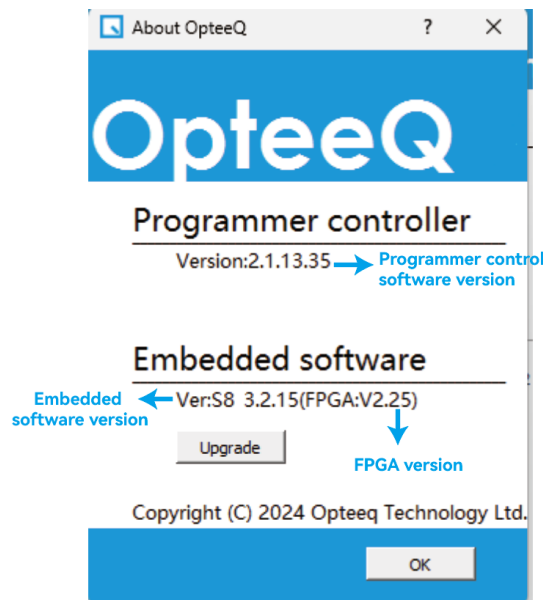 About OpteeQ
?
OpteeQ
Programmer controller
Version:2.1.13.35
Programmer control
software version
Embedded software
Ver:S8 3.2.15(FPGA:V2.25)
Embedded
software version
Upgrade
FPGA version
Copyright (C) 2024 Opteeq Technology Ltd.
OK